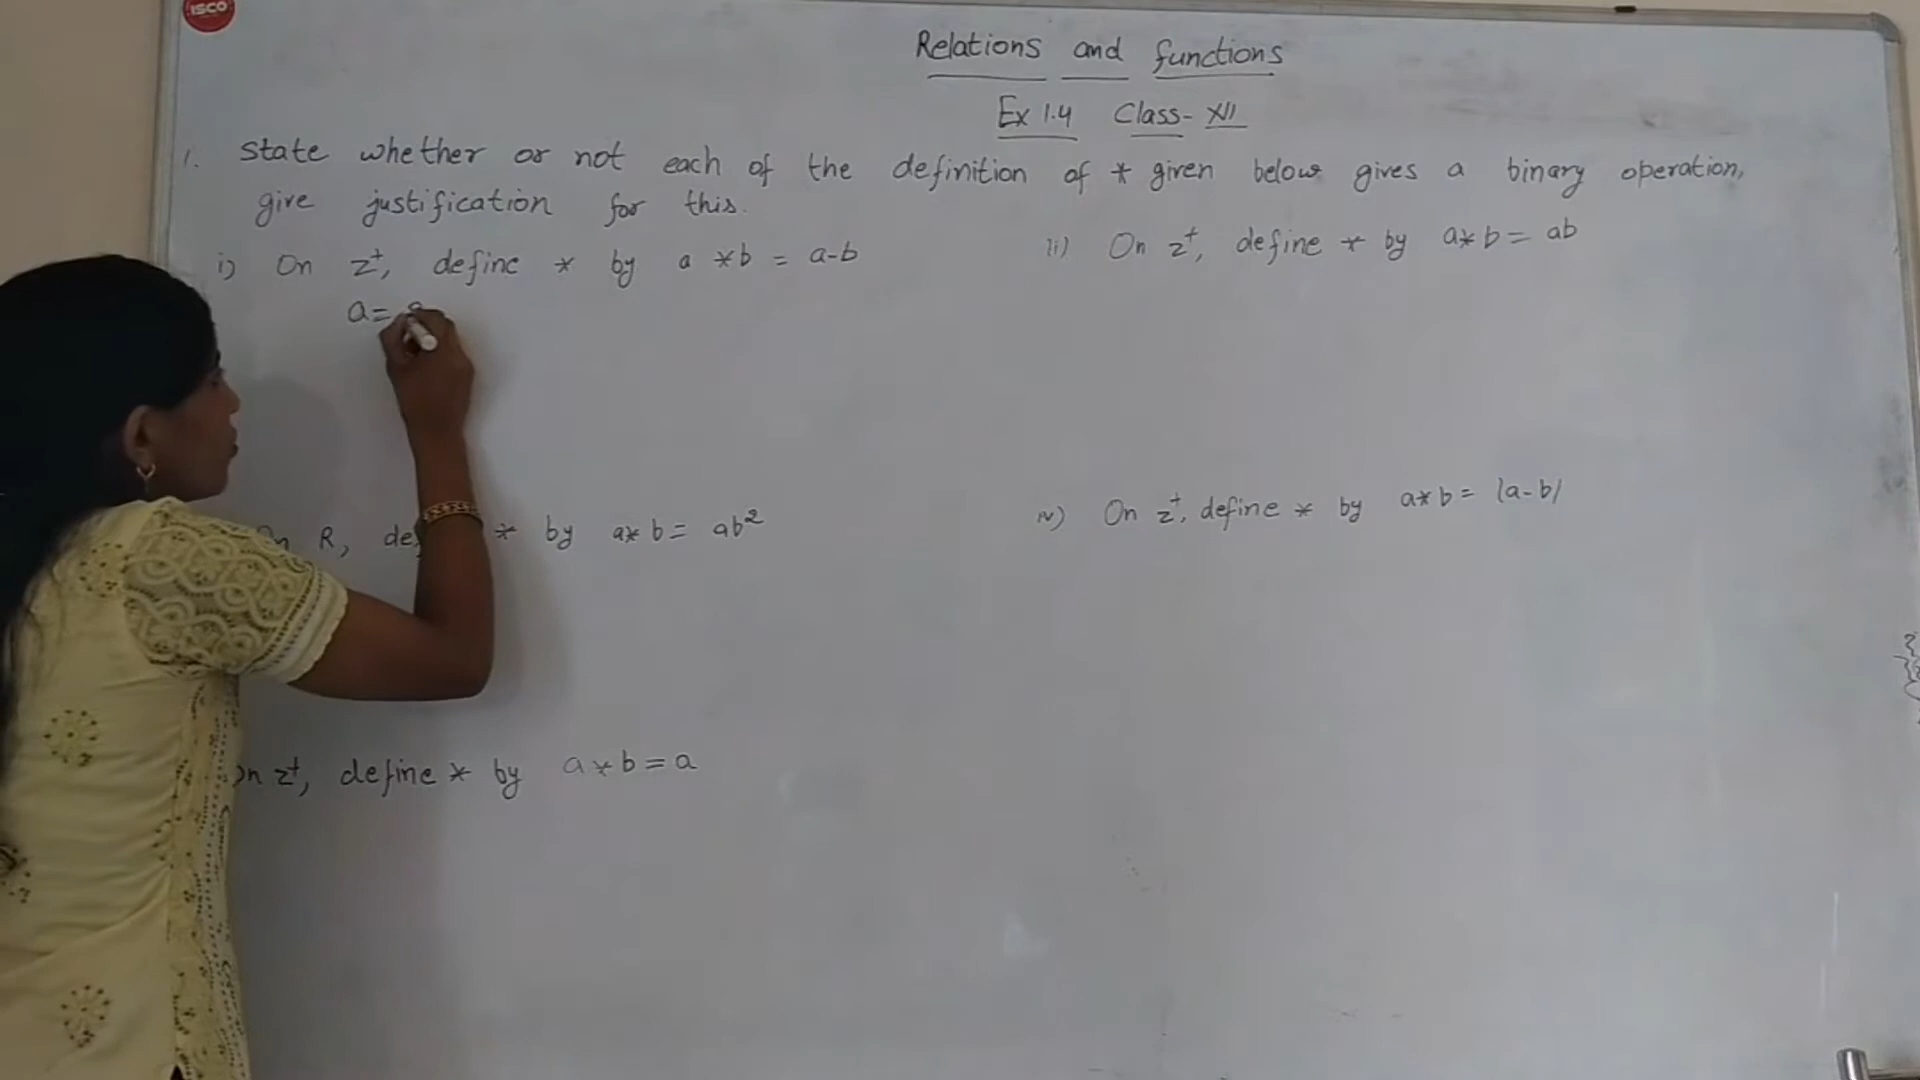 ISCO
Relations and functions
Ex 1.4 Class- XII
1. state whether or not each of the definition of * given below gives a binary operation,
give justification for this.
i) On z⁺, define * by a * b = a-b
a=
ii) On z⁺, define * by a * b = ab
On R, de * by a * b = ab²
iv) On z⁺, define * by a * b = |a-b|
On z⁺, define * by a * b = a